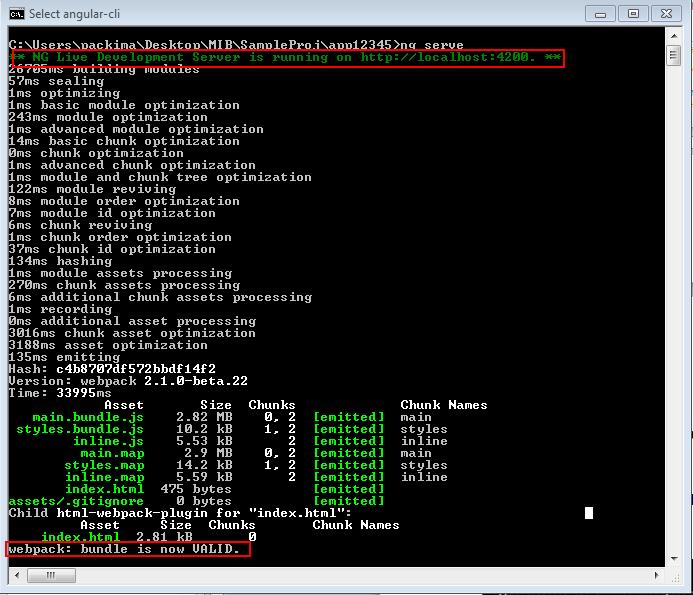 Select angular-cli
C:\Users\packima\Desktop\MIB\SampleProj\app12345>ng serve
** NG Live Development Server is running on http://localhost:4200. **
26705ms building modules
57ms sealing
1ms optimizing
1ms basic module optimization
243ms module optimization
1ms advanced module optimization
14ms basic chunk optimization
0ms chunk optimization
1ms advanced chunk optimization
1ms module and chunk tree optimization
122ms module reviving
8ms module order optimization
7ms module id optimization
6ms chunk reviving
1ms chunk order optimization
37ms chunk id optimization
134ms hashing
1ms module assets processing
270ms chunk assets processing
6ms additional chunk assets processing
1ms recording
0ms additional asset processing
3016ms chunk asset optimization
3188ms asset optimization
135ms emitting
Hash: c4b8707df572bbdf14f2
Version: webpack 2.1.0-beta.22
Time: 33995ms
Asset Size Chunks Chunk Names
main.bundle.js 2.82 MB 0, 2 [emitted] main
styles.bundle.js 10.2 kB 1, 2 [emitted] styles
inline.js 5.53 kB 2 [emitted] inline
main.map 2.9 MB 0, 2 [emitted] main
styles.map 14.2 kB 1, 2 [emitted] styles
inline.map 5.59 kB 2 [emitted] inline
index.html 475 bytes [emitted]
assets/.gitignore 0 bytes [emitted]
Child html-webpack-plugin for "index.html":
Asset Size Chunks Chunk Names
index.html 2.81 kB 0
webpack: bundle is now VALID.